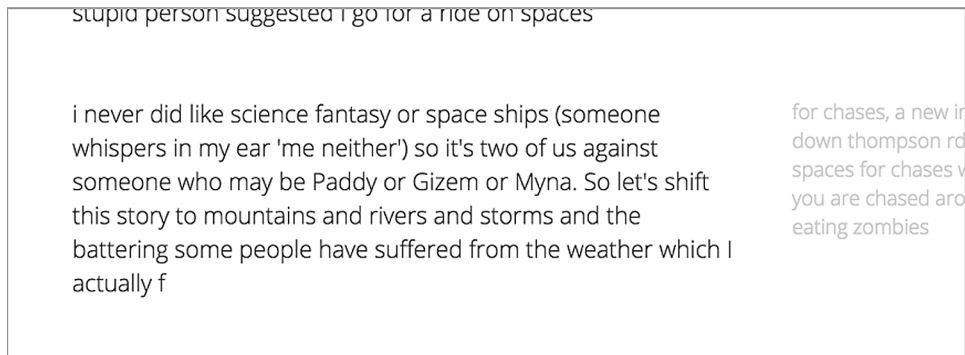 stupid person suggested i go for a ride on spaces
i never did like science fantasy or space ships (someone
whispers in my ear 'me neither') so it's two of us against
someone who may be Paddy or Gizem or Myna. So let's shift
this story to mountains and rivers and storms and the
battering some people have suffered from the weather which I
actually f
for chases, a new
down thompson rd
spaces for chases
you are chased
eating zombies